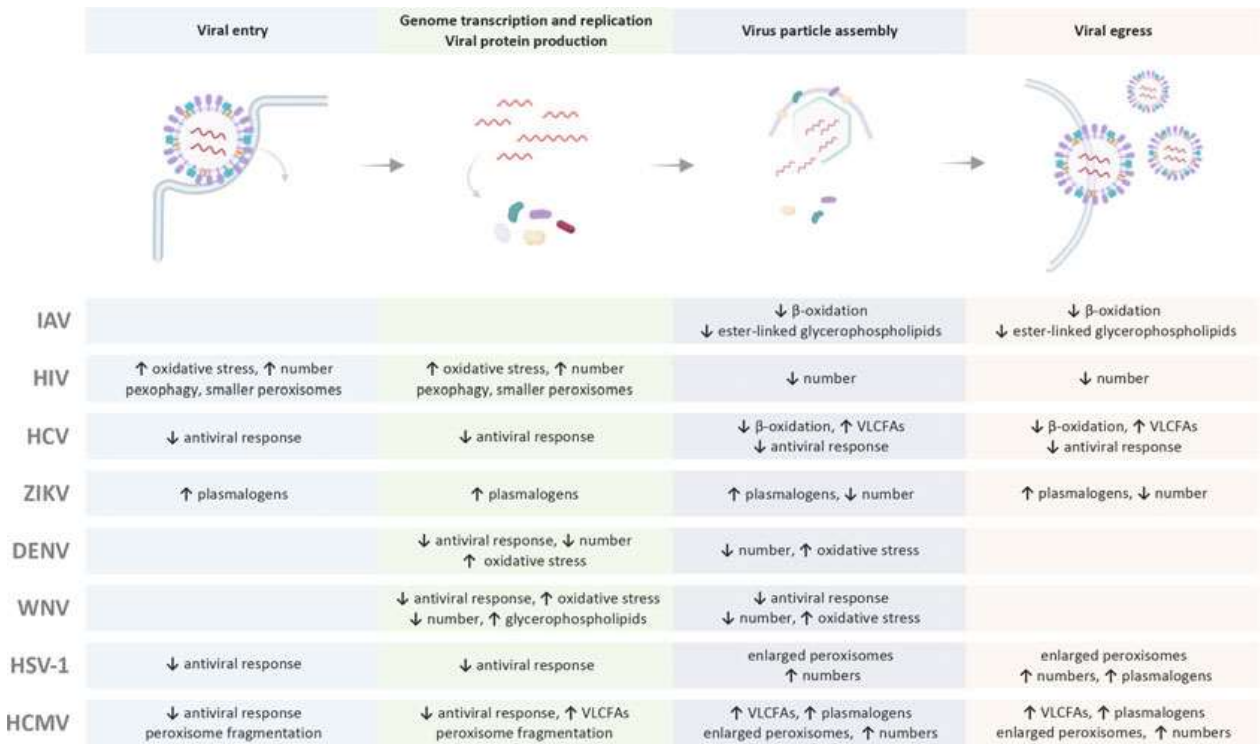 Viral entry
Genome transcription and replication
Viral protein production
Virus particle assembly
Viral egress
IAV
↓ β-oxidation
↓ ester-linked glycerophospholipids
↓ β-oxidation
↓ ester-linked glycerophospholipids
HIV
↑ oxidative stress, ↑ number
pexophagy, smaller peroxisomes
↑ oxidative stress, ↑ number
pexophagy, smaller peroxisomes
↓ number
↓ number
HCV
↓ antiviral response
↓ antiviral response
↓ β-oxidation, ↑ VLCFAs
↓ antiviral response
↓ β-oxidation, ↑ VLCFAs
↓ antiviral response
ZIKV
↑ plasmalogens
↑ plasmalogens
↑ plasmalogens, ↓ number
↑ plasmalogens, ↓ number
DENV
↓ antiviral response, ↓ number
↑ oxidative stress
↓ number, ↑ oxidative stress
WNV
↓ antiviral response, ↑ oxidative stress
↓ number, ↑ glycerophospholipids
↓ antiviral response
↓ number, ↑ oxidative stress
HSV-1
↓ antiviral response
↓ antiviral response
enlarged peroxisomes
↑ numbers
enlarged peroxisomes
↑ numbers, ↑ plasmalogens
HCMV
↓ antiviral response
peroxisome fragmentation
↓ antiviral response, ↑ VLCFAs
peroxisome fragmentation
↑ VLCFAs, ↑ plasmalogens
enlarged peroxisomes, ↑ numbers
↑ VLCFAs, ↑ plasmalogens
enlarged peroxisomes, ↑ numbers